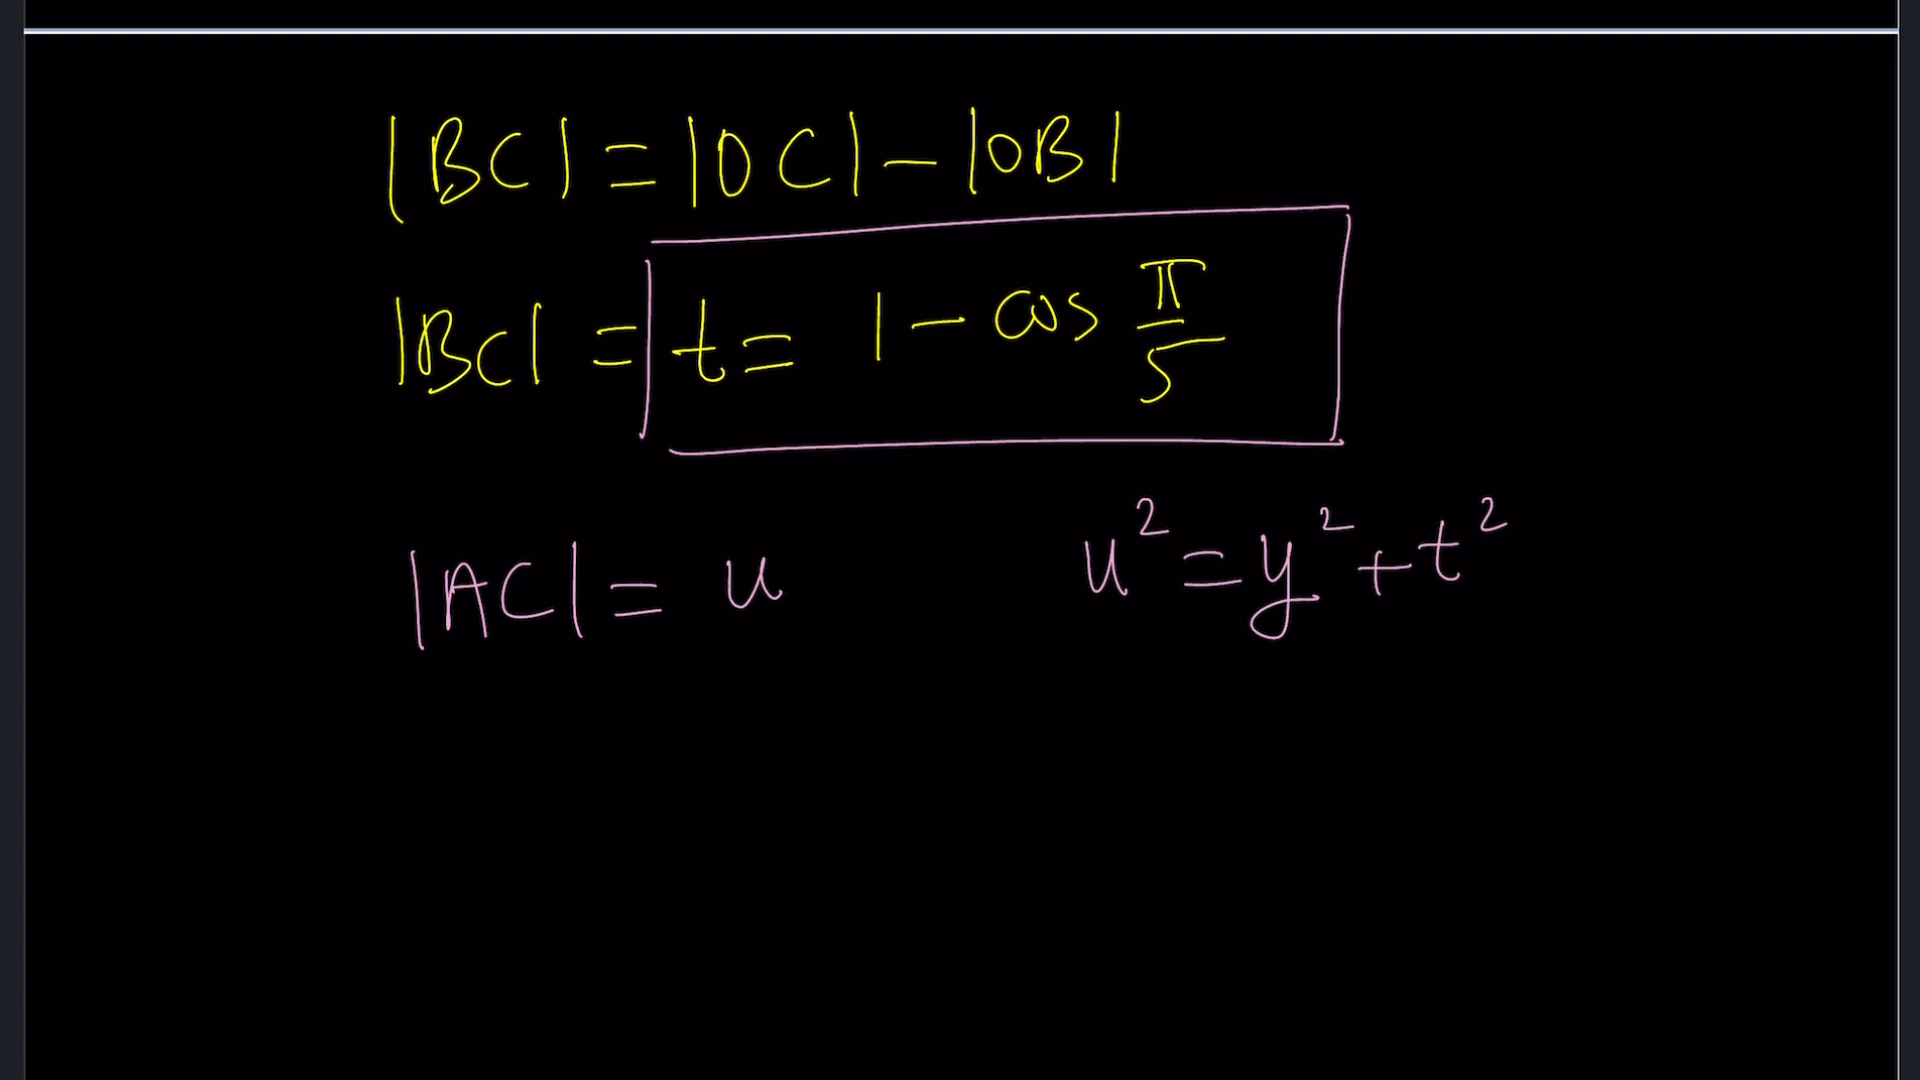 |BC| = |OC| - |OB|
|BC| = t = 1 - cos π/5
|AC| = u    u² = y² + t²